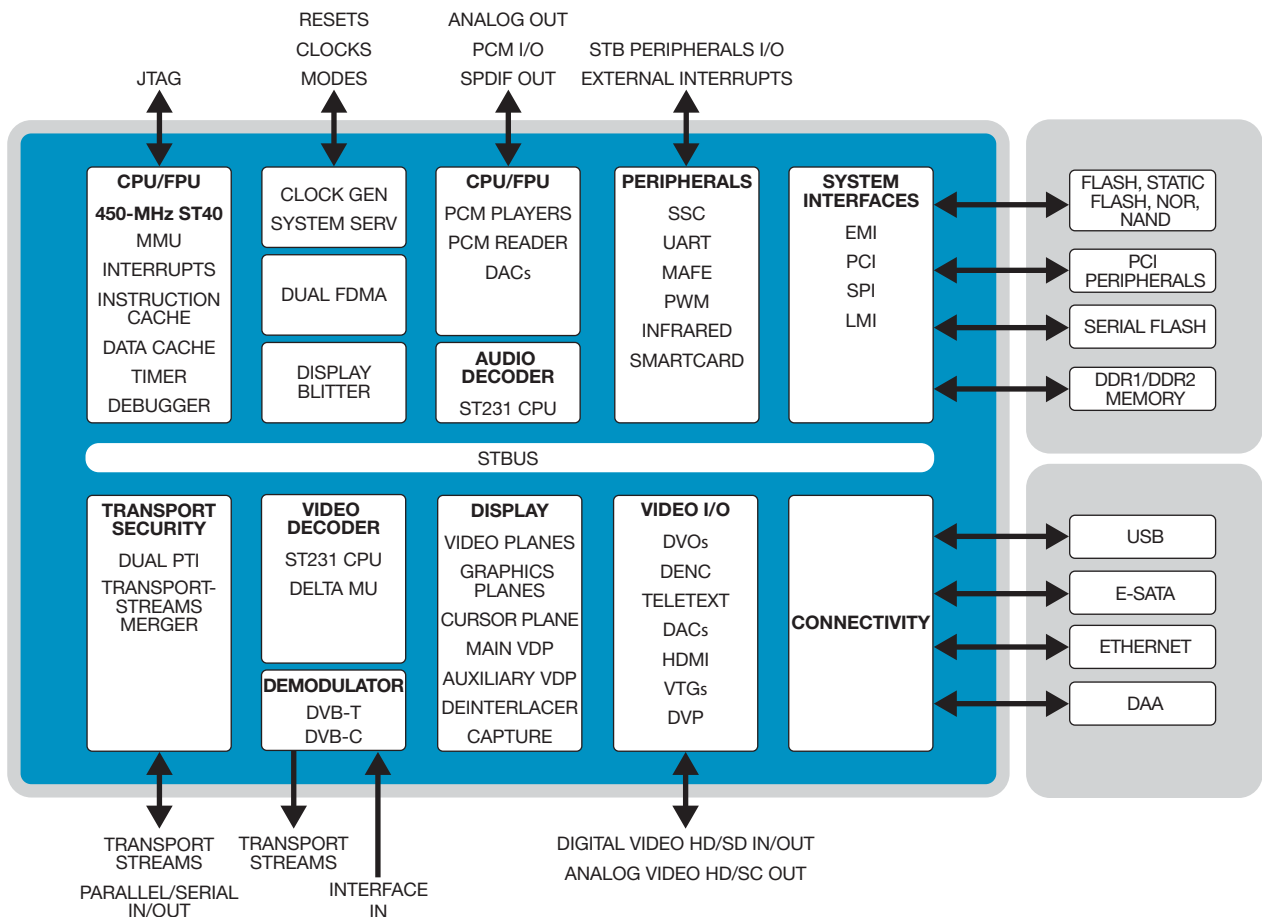 RESETS
CLOCKS
MODES
ANALOG OUT
PCM I/O
SPDIF OUT
STB PERIPHERALS I/O
EXTERNAL INTERRUPTS
JTAG
CPU/FPU
450-MHz ST40
MMU
INTERRUPTS
INSTRUCTION
CACHE
DATA CACHE
TIMER
DEBUGGER
CLOCK GEN
SYSTEM SERV
DUAL FDMA
DISPLAY
BLITTER
CPU/FPU
PCM PLAYERS
PCM READER
DACs
AUDIO
DECODER
ST231 CPU
PERIPHERALS
SSC
UART
MAFE
PWM
INFRARED
SMARTCARD
SYSTEM
INTERFACES
EMI
PCI
SPI
LMI
FLASH, STATIC
FLASH, NOR,
NAND
PCI
PERIPHERALS
SERIAL FLASH
DDR1/DDR2
MEMORY
STBUS
TRANSPORT
SECURITY
DUAL PTI
TRANSPORT-
STREAMS
MERGER
VIDEO
DECODER
ST231 CPU
DELTA MU
DEMODULATOR
DVB-T
DVB-C
DISPLAY
VIDEO PLANES
GRAPHICS
PLANES
CURSOR PLANE
MAIN VDP
AUXILIARY VDP
DEINTERLACER
CAPTURE
VIDEO I/O
DVOs
DENC
TELETEXT
DACs
HDMI
VTGs
DVP
CONNECTIVITY
USB
E-SATA
ETHERNET
DAA
TRANSPORT
STREAMS
PARALLEL/SERIAL
IN/OUT
TRANSPORT
STREAMS
INTERFACE
IN
DIGITAL VIDEO HD/SD IN/OUT
ANALOG VIDEO HD/SC OUT